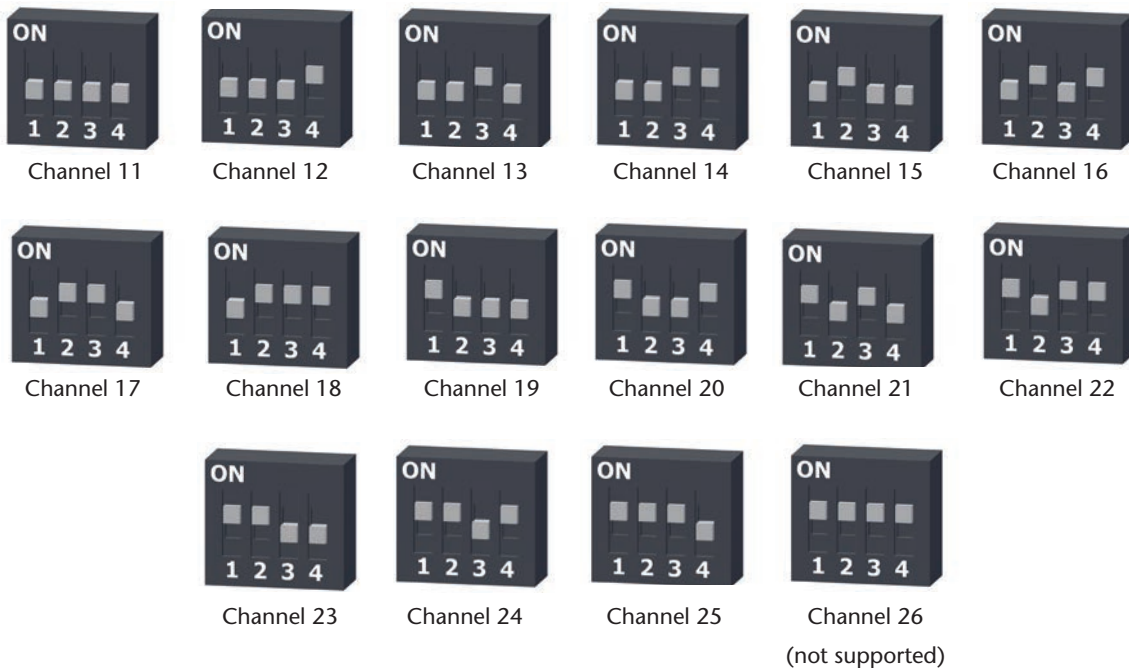 ON ON ON ON ON ON
1 2 3 4 1 2 3 4 1 2 3 4 1 2 3 4 1 2 3 4 1 2 3 4
Channel 11 Channel 12 Channel 13 Channel 14 Channel 15 Channel 16
ON ON ON ON ON ON
1 2 3 4 1 2 3 4 1 2 3 4 1 2 3 4 1 2 3 4 1 2 3 4
Channel 17 Channel 18 Channel 19 Channel 20 Channel 21 Channel 22
ON ON ON ON
1 2 3 4 1 2 3 4 1 2 3 4 1 2 3 4
Channel 23 Channel 24 Channel 25 Channel 26
(not supported)